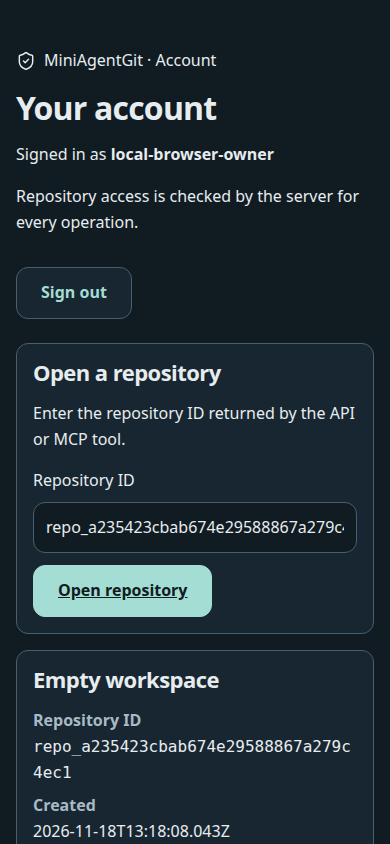 MiniAgentGit · Account
Your account
Signed in as local-browser-owner
Repository access is checked by the server for
every operation.
Sign out
Open a repository
Enter the repository ID returned by the API
or MCP tool.
Repository ID
repo_a235423cbab674e29588867a279c4
Open repository
Empty workspace
Repository ID
repo_a235423cbab674e29588867a279c
4ec1
Created
2026-11-18T13:18:08.043Z